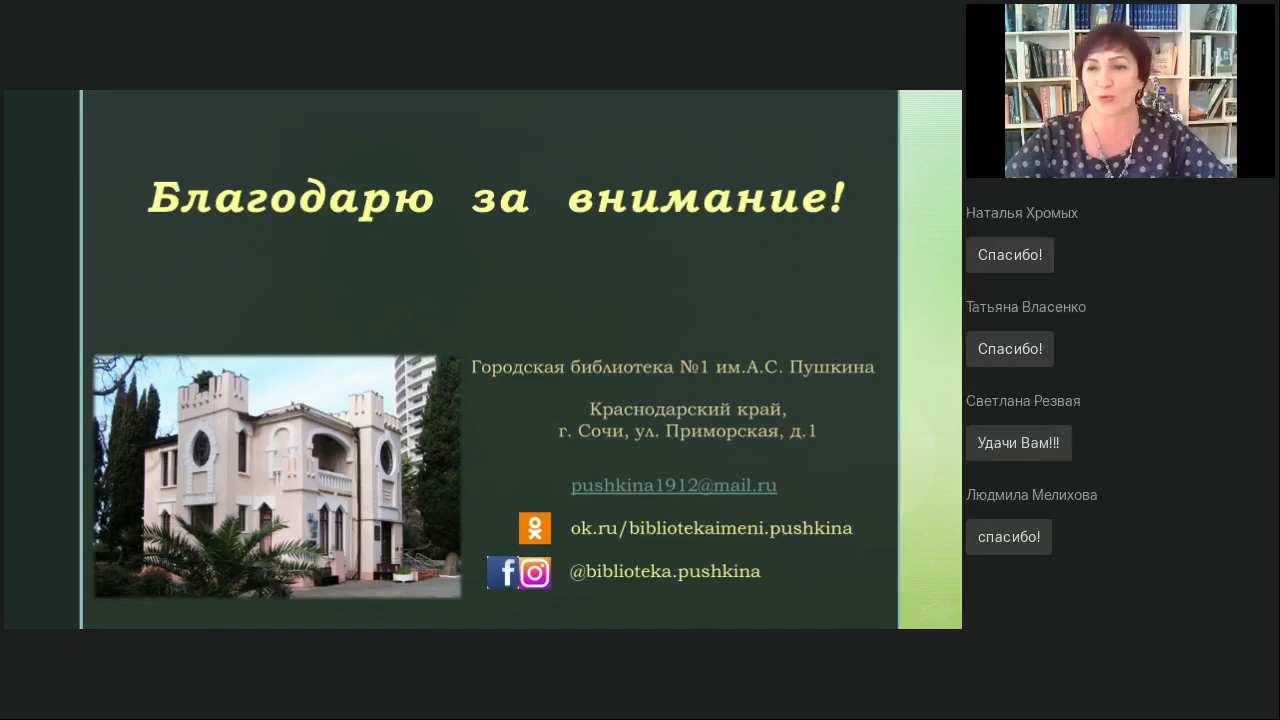 Благодарю за внимание!
Городская библиотека №1 им.А.С. Пушкина
Краснодарский край,
г. Сочи, ул. Приморская, д.1
pushkina1912@mail.ru
ok.ru/bibliotekaimeni.pushkina
@biblioteka.pushkina
Наталья Хромых
Спасибо!
Татьяна Власенко
Спасибо!
Светлана Резвая
Удачи Вам!!!
Людмила Мелихова
спасибо!